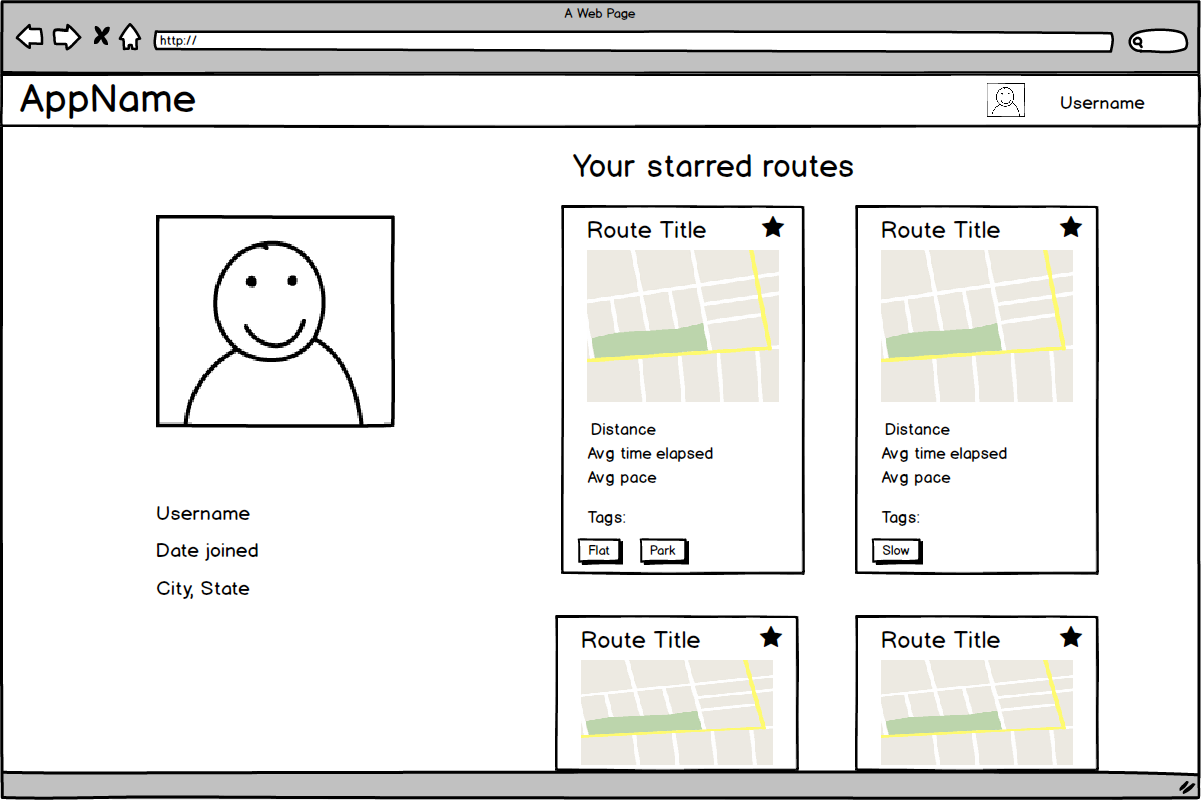 A Web Page
http://
AppName
Username
Your starred routes
Route Title
Distance
Avg time elapsed
Avg pace
Tags:
Flat Park
Route Title
Distance
Avg time elapsed
Avg pace
Tags:
Slow
Username
Date joined
City, State
Route Title
Route Title